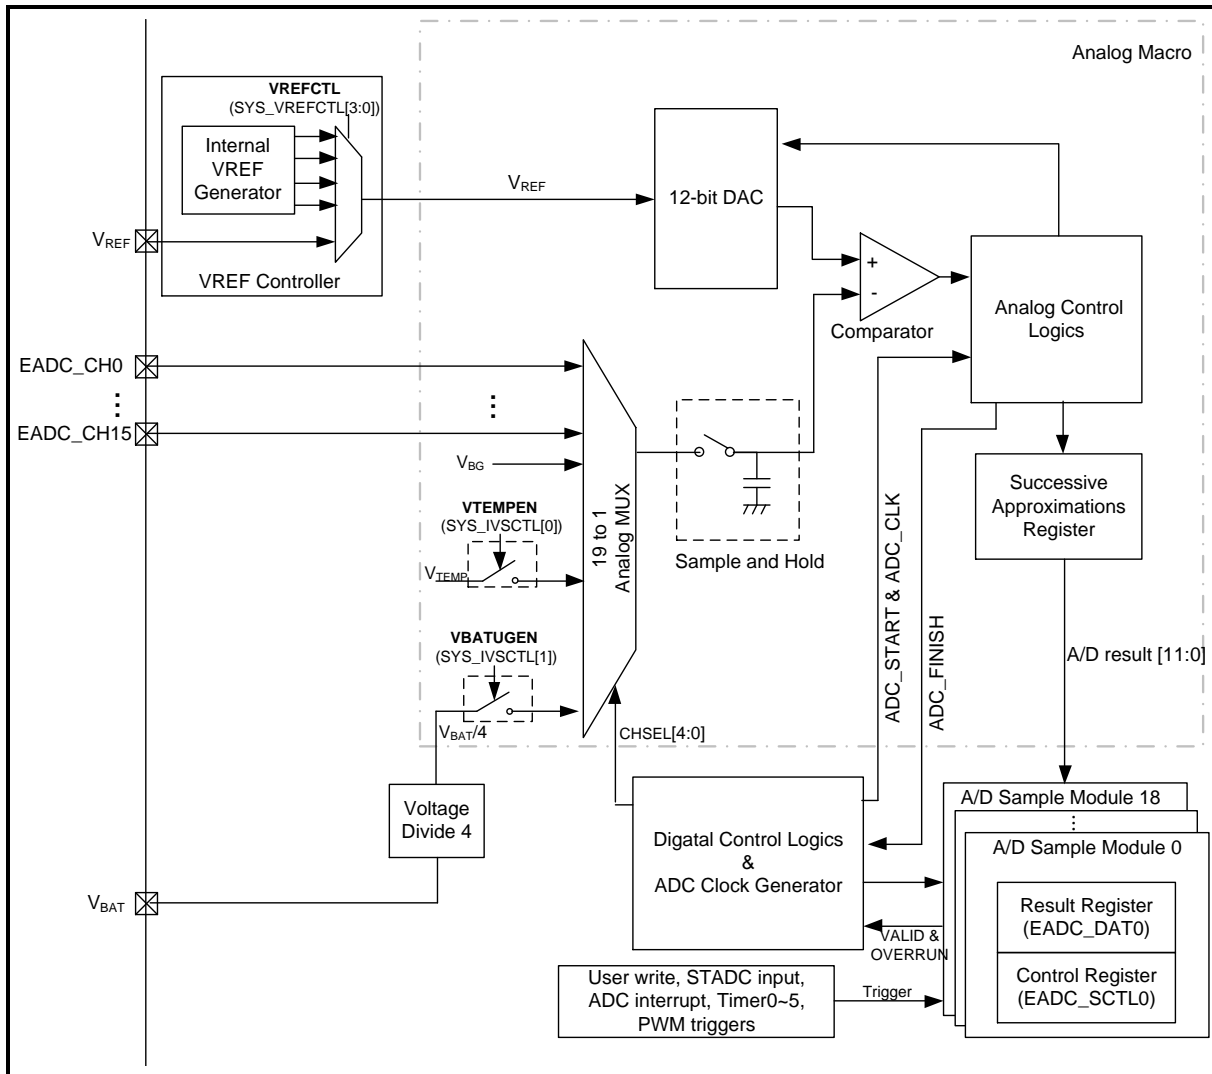 Analog Macro
VREFCTL
(SYS_VREFCTL[3:0])
Internal
VREF
Generator
VREF
12-bit DAC
VREF
VREF Controller
+
-
Comparator
Analog Control
Logics
EADC_CH0
⋮
⋮
EADC_CH15
VBG
VTEMPEN
(SYS_IVSCTL[0])
VTEMP
19 to 1
Analog MUX
Sample and Hold
Successive
Approximations
Register
ADC_START & ADC_CLK
ADC_FINISH
A/D result [11:0]
VBATUGEN
(SYS_IVSCTL[1])
VBAT/4
CHSEL[4:0]
Voltage
Divide 4
VBAT
Digatal Control Logics
&
ADC Clock Generator
A/D Sample Module 18
⋮
A/D Sample Module 0
Result Register
(EADC_DAT0)
Control Register
(EADC_SCTL0)
VALID &
OVERRUN
User write, STADC input,
ADC interrupt, Timer0~5,
PWM triggers
Trigger